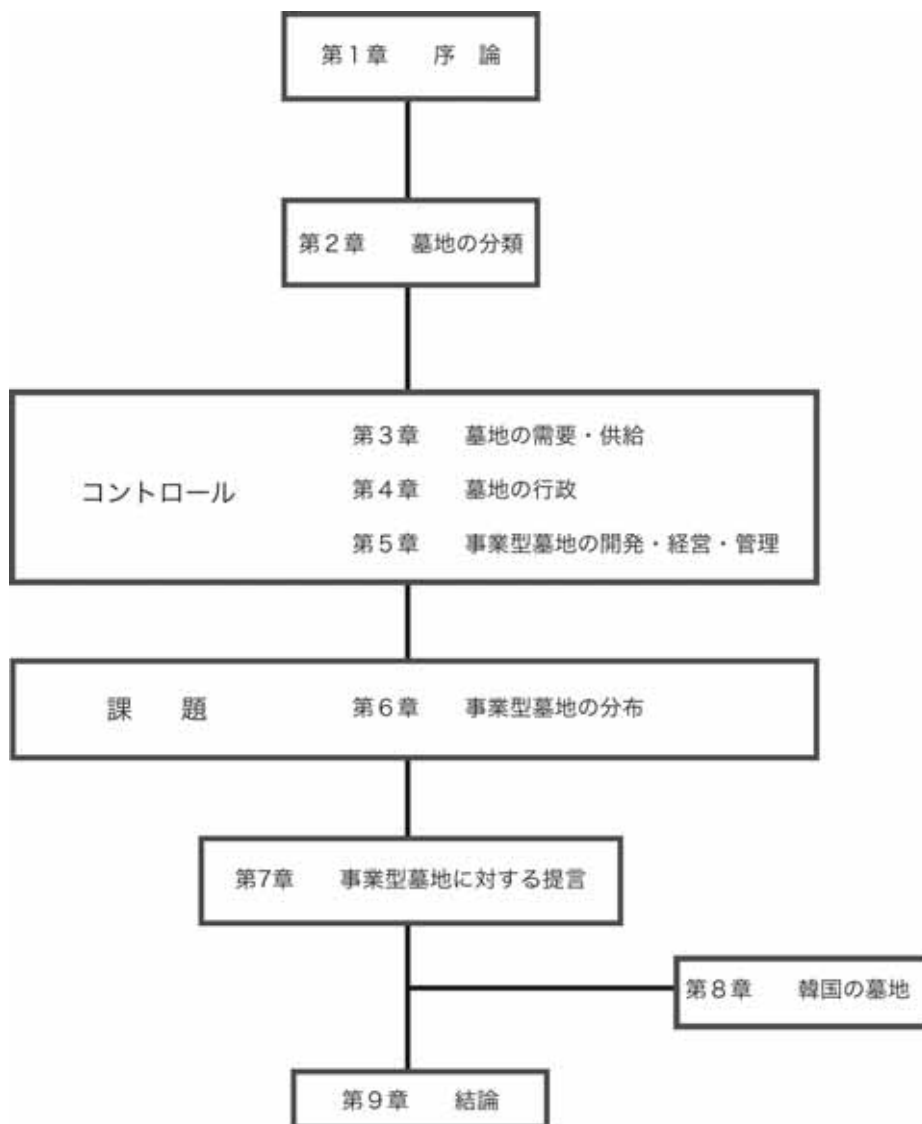 第1章　序　論
第2章　墓地の分類
第3章　墓地の需要・供給
コントロール　第4章　墓地の行政
第5章　事業型墓地の開発・経営・管理
課　題　第6章　事業型墓地の分布
第7章　事業型墓地に対する提言
第8章　韓国の墓地
第9章　結論